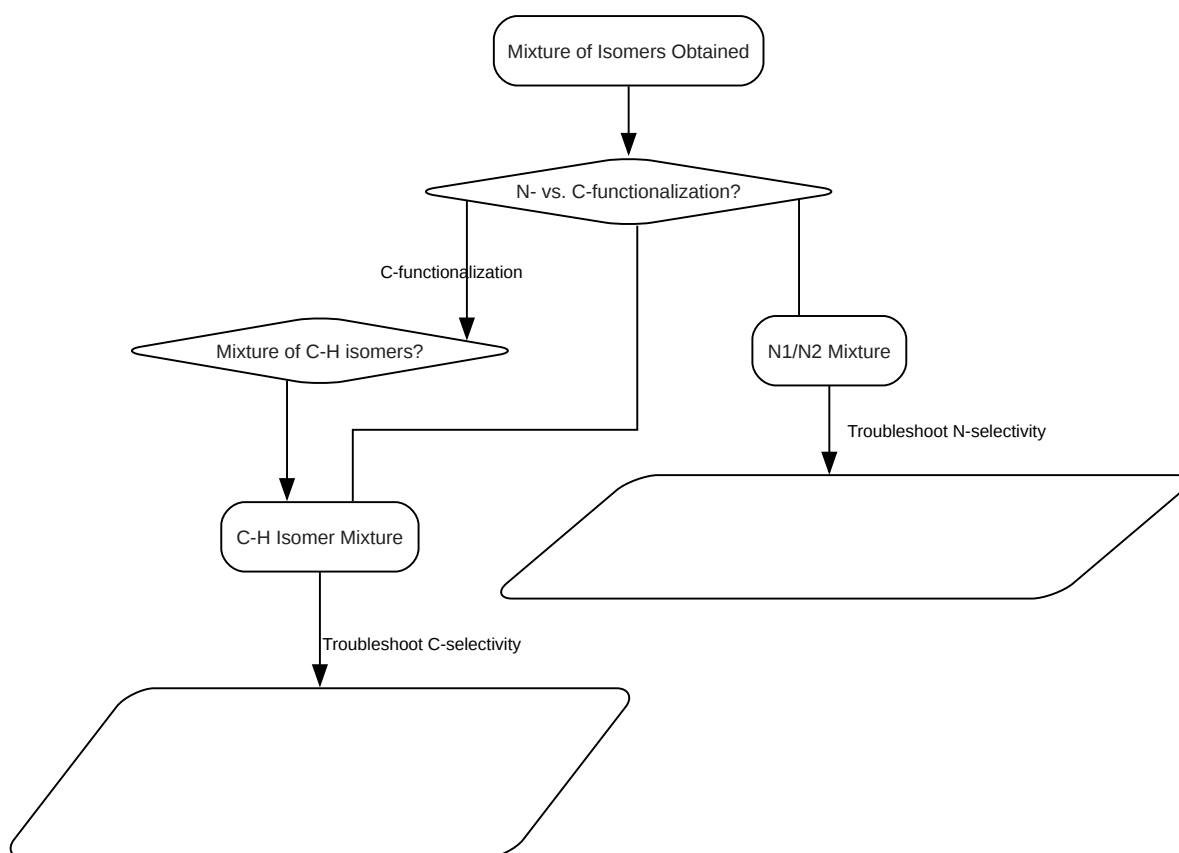 Mixture of Isomers Obtained
N- vs. C-functionalization?
C-functionalization
Mixture of C-H isomers?
N1/N2 Mixture
Troubleshoot N-selectivity
C-H Isomer Mixture
Troubleshoot C-selectivity